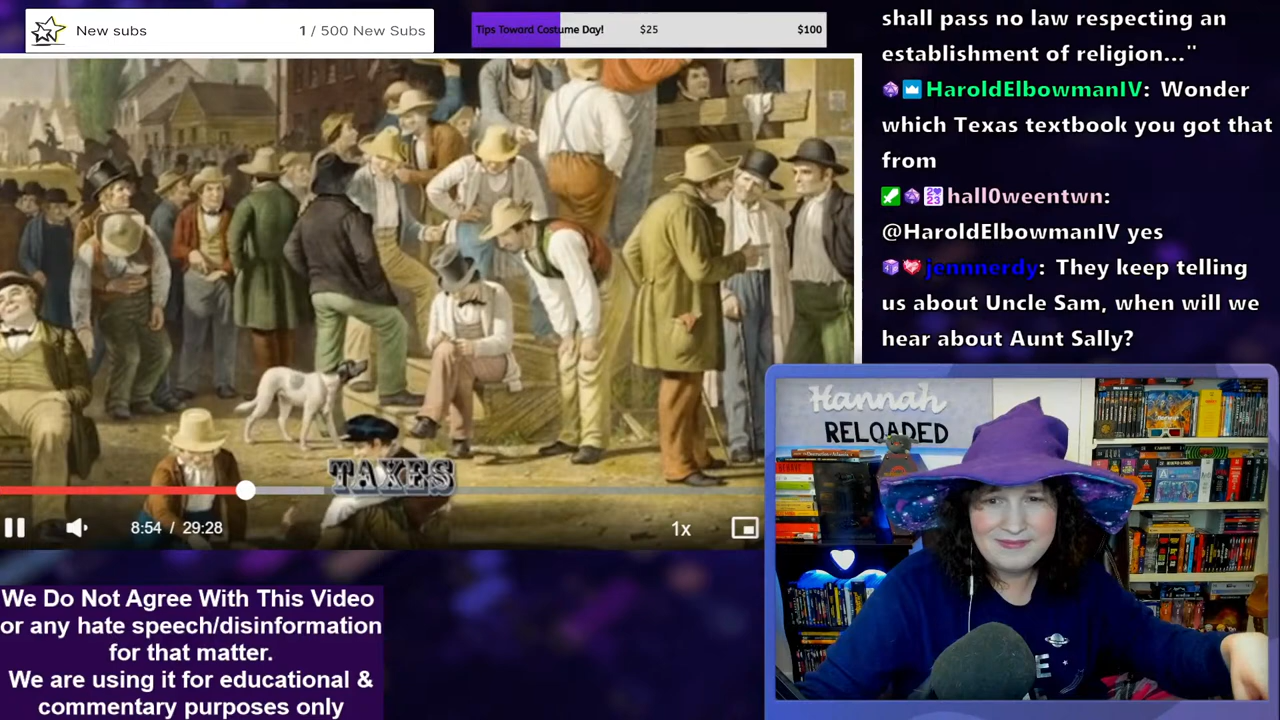 New subs
1 / 500 New Subs
Tips Toward Costume Day!
$25
$100
shall pass no law respecting an
establishment of religion..."
HaroldElbowmanIV: Wonder
which Texas textbook you got that
from
hall0weentwn:
@HaroldElbowmanIV yes
jennnerdy: They keep telling
us about Uncle Sam, when will we
hear about Aunt Sally?
TAXES
8:54 / 29:28
1x
Hannah
RELOADED
We Do Not Agree With This Video
or any hate speech/disinformation
for that matter.
We are using it for educational &
commentary purposes only